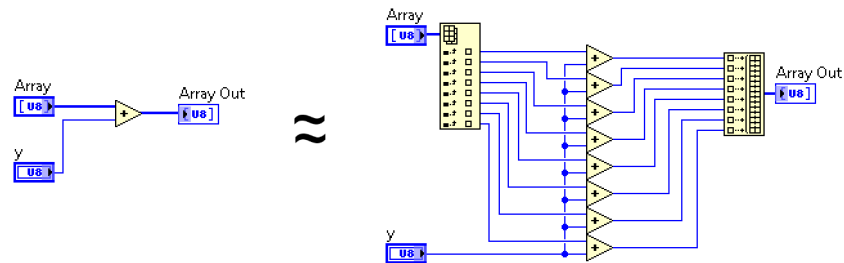 Array
[U8]
y
U8
+
Array Out
U8]
≈
Array
[U8]
y
U8
+
+
+
+
+
+
+
+
Array Out
U8]